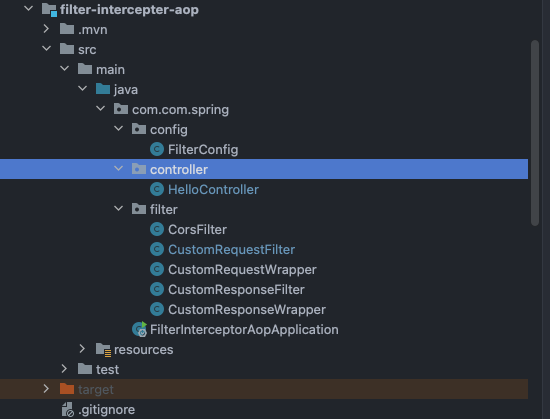 filter-intercepter-aop
.mvn
src
main
java
com.com.spring
config
FilterConfig
controller
HelloController
filter
CorsFilter
CustomRequestFilter
CustomRequestWrapper
CustomResponseFilter
CustomResponseWrapper
FilterInterceptorAopApplication
resources
test
target
.gitignore